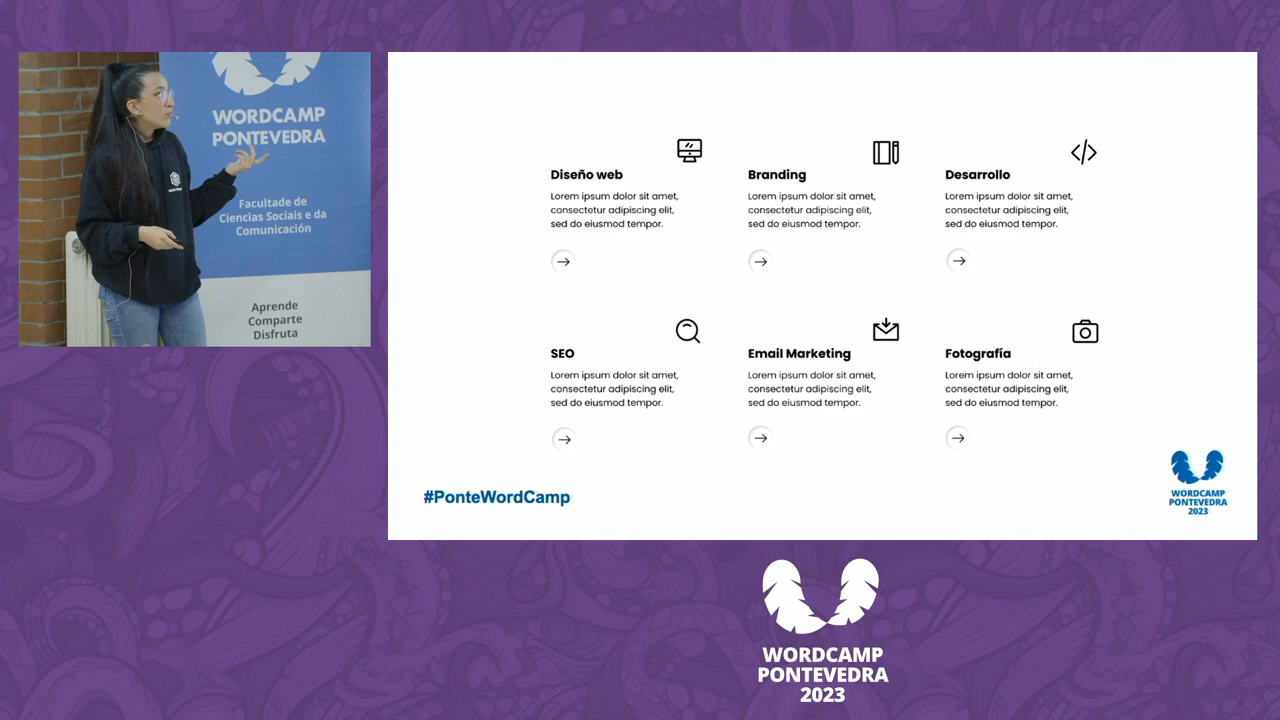 WORDCAMP
PONTEVEDRA
Facultade de
Ciencias Sociais e da
Comunicación
Aprende
Comparte
Disfruta
Diseño web
Lorem ipsum dolor sit amet,
consectetur adipiscing elit,
sed do eiusmod tempor.
Branding
Lorem ipsum dolor sit amet,
consectetur adipiscing elit,
sed do eiusmod tempor.
Desarrollo
Lorem ipsum dolor sit amet,
consectetur adipiscing elit,
sed do eiusmod tempor.
SEO
Lorem ipsum dolor sit amet,
consectetur adipiscing elit,
sed do eiusmod tempor.
Email Marketing
Lorem ipsum dolor sit amet,
consectetur adipiscing elit,
sed do eiusmod tempor.
Fotografía
Lorem ipsum dolor sit amet,
consectetur adipiscing elit,
sed do eiusmod tempor.
#PonteWordCamp
WORDCAMP
PONTEVEDRA
2023
WORDCAMP
PONTEVEDRA
2023